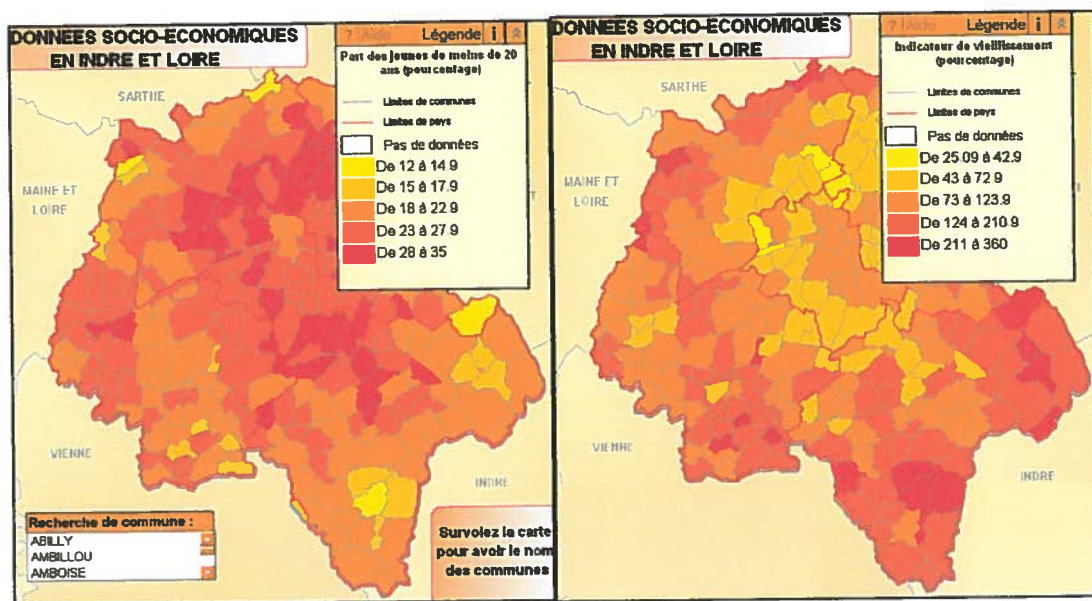 DONNEES SOCIO-ECONOMIQUES
EN INDRE ET LOIRE
? Aide Légende i
Part des jeunes de moins de 20
ans (pourcentage)
Limites de communes
Limites de pays
Pas de données
De 12 à 14.9
De 15 à 17.9
De 18 à 22.9
De 23 à 27.9
De 28 à 35
SARTHE
MAINE ET
LOIRE
VIENNE
INDRE
Recherche de commune :
ABILLY
AMBILLOU
AMBOISE
Survolez la carte
pour avoir le nom
des communes
DONNEES SOCIO-ECONOMIQUES
EN INDRE ET LOIRE
? Aide Légende i
Indicateur de vieillissement
(pourcentage)
Limites de communes
Limites de pays
Pas de données
De 25.09 à 42.9
De 43 à 72.9
De 73 à 123.9
De 124 à 210.9
De 211 à 360
SARTHE
MAINE ET
LOIRE
VIENNE
INDRE